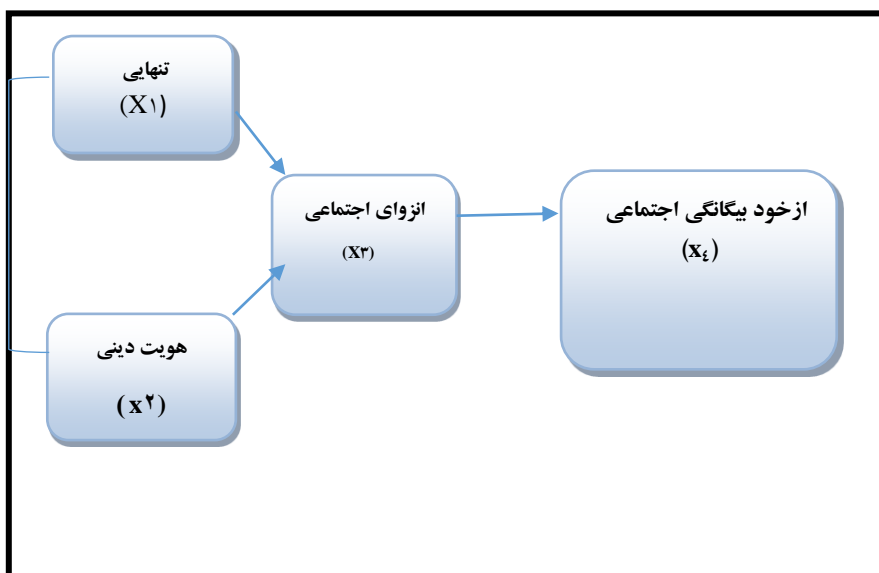 تنهایی
(X۱)
انزوای اجتماعی
(X۳)
ازخود بیگانگی اجتماعی
(x٤)
هویت دینی
(x۲)